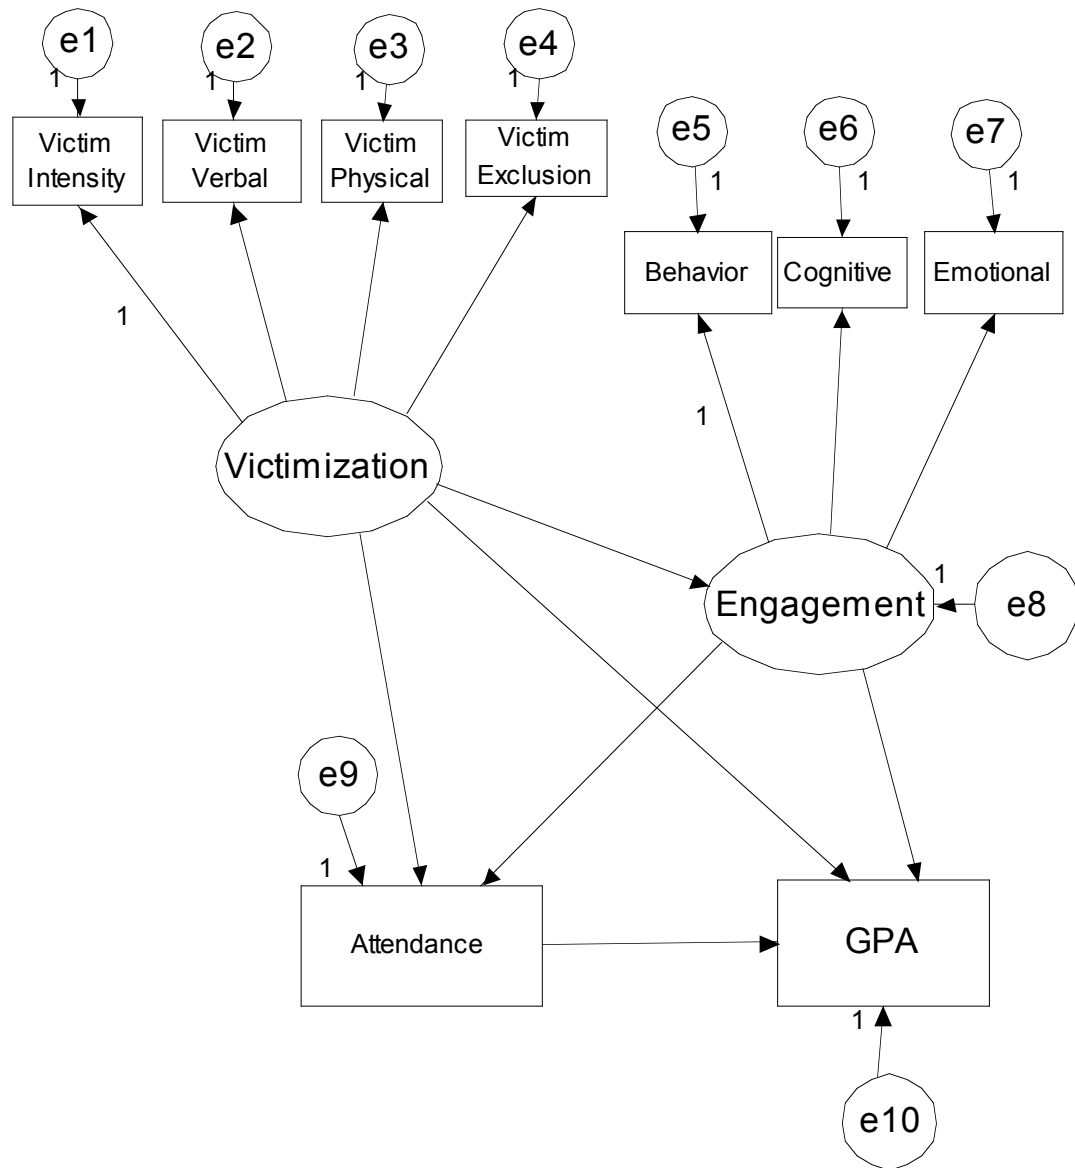 e1
e2
e3
e4
1
1
1
1
Victim
Intensity
Victim
Verbal
Victim
Physical
Victim
Exclusion
e5
e6
e7
1
1
1
Behavior
Cognitive
Emotional
1
1
Victimization
Engagement
1
e8
e9
1
Attendance
GPA
1
e10